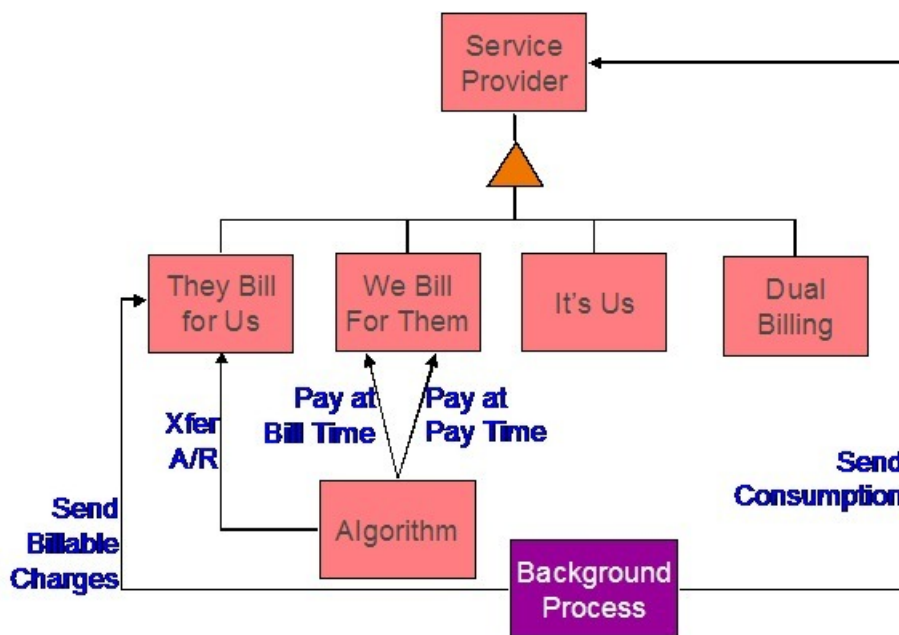 Service
Provider
They Bill
for Us
We Bill
For Them
It's Us
Dual
Billing
Xfer
A/R
Pay at
Bill Time
Pay at
Pay Time
Send
Consumption
Send
Billable
Charges
Algorithm
Background
Process